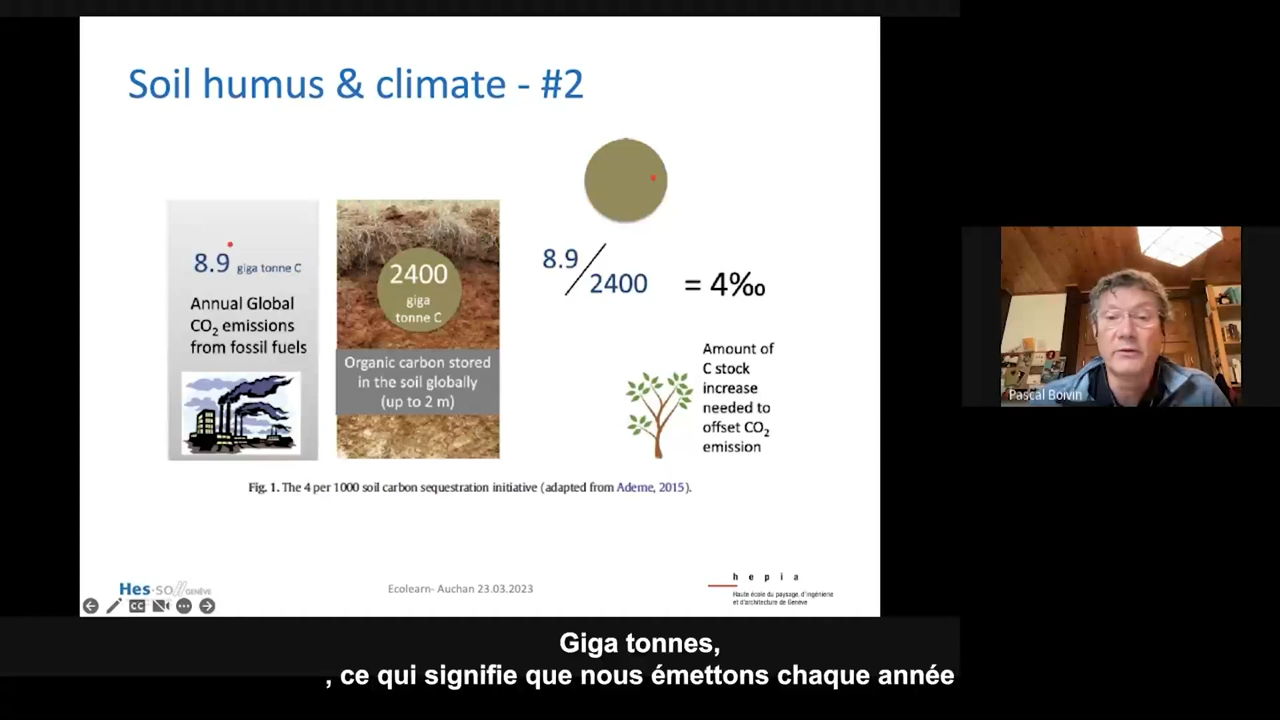 Soil humus & climate - #2
8.9 giga tonne C
Annual Global
CO₂ emissions
from fossil fuels
2400
giga
tonne C
Organic carbon stored
in the soil globally
(up to 2 m)
8.9/2400 = 4‰
Amount of
C stock
increase
needed to
offset CO₂
emission
Fig. 1. The 4 per 1000 soil carbon sequestration initiative (adapted from Ademe, 2015).
Hes·so GENÈVE
Ecolearn- Auchan 23.03.2023
h e p i a
Haute école du paysage, d'ingénierie
et d'architecture de Genève
CC
Pascal Boivin
Giga tonnes,
, ce qui signifie que nous émettons chaque année